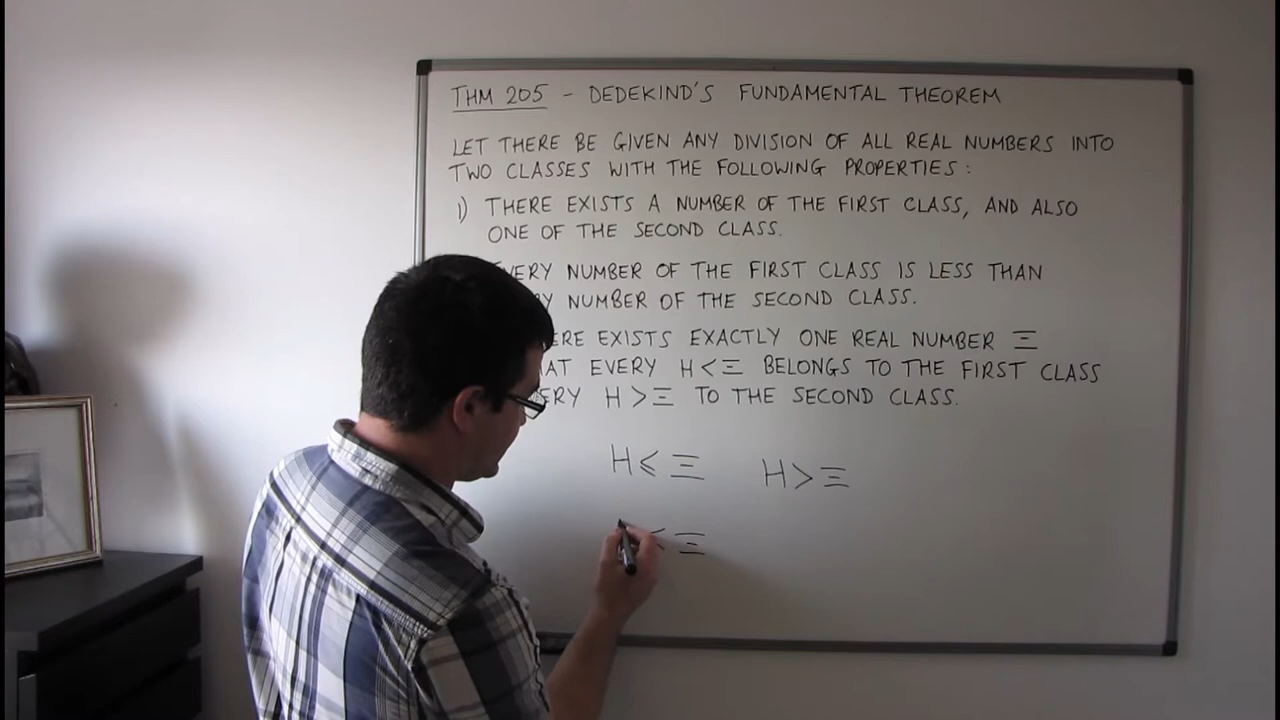 THM 205 - DEDEKIND'S FUNDAMENTAL THEOREM
LET THERE BE GIVEN ANY DIVISION OF ALL REAL NUMBERS INTO
TWO CLASSES WITH THE FOLLOWING PROPERTIES :
1) THERE EXISTS A NUMBER OF THE FIRST CLASS, AND ALSO
ONE OF THE SECOND CLASS.
NUMBER OF THE FIRST CLASS IS LESS THAN
NUMBER OF THE SECOND CLASS.
EXISTS EXACTLY ONE REAL NUMBER Ξ
EVERY H < Ξ BELONGS TO THE FIRST CLASS
H > Ξ TO THE SECOND CLASS.
H ⩽ Ξ H > Ξ
Ξ